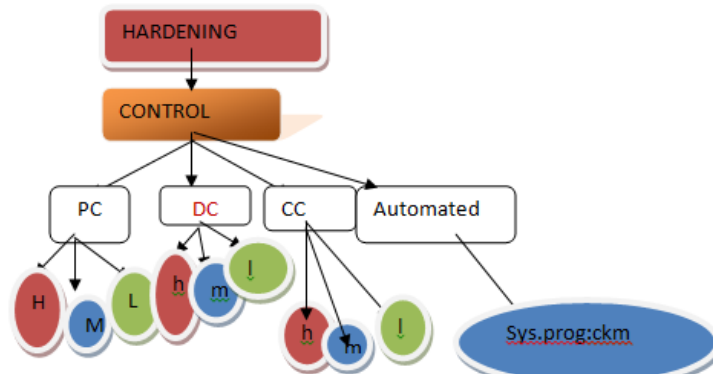 HARDENING
CONTROL
PC
DC
CC
Automated
H
M
L
h
m
l
h
m
l
Sys.prog:ckm